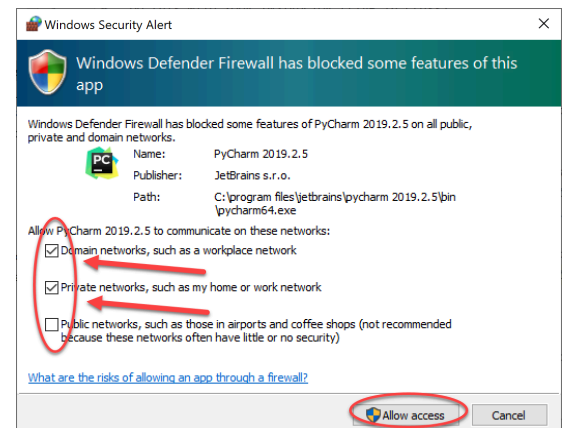 Windows Security Alert
Windows Defender Firewall has blocked some features of this
app
Windows Defender Firewall has blocked some features of PyCharm 2019.2.5 on all public,
private and domain networks.
PC
Name: PyCharm 2019.2.5
Publisher: JetBrains s.r.o.
Path: C:\program files\jetbrains\pycharm 2019.2.5\bin
\pycharm64.exe
Allow PyCharm 2019.2.5 to communicate on these networks:
Domain networks, such as a workplace network
Private networks, such as my home or work network
Public networks, such as those in airports and coffee shops (not recommended
because these networks often have little or no security)
What are the risks of allowing an app through a firewall?
Allow access
Cancel